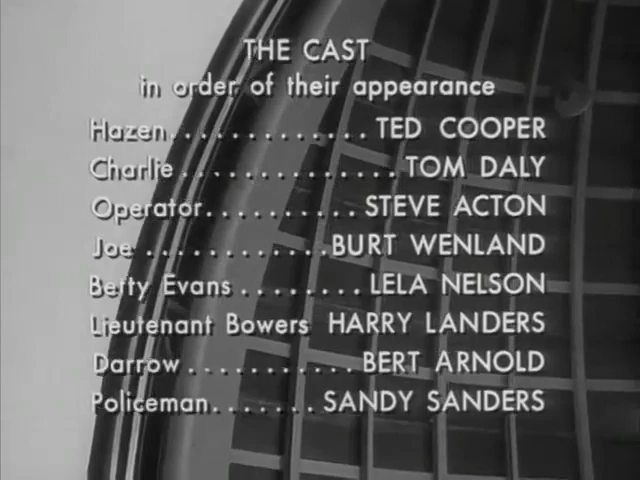 THE CAST
in order of their appearance
Hazen.............TED COOPER
Charlie..............TOM DALY
Operator..........STEVE ACTON
Joe............BURT WENLAND
Betty Evans........LELA NELSON
Lieutenant Bowers HARRY LANDERS
Darrow...........BERT ARNOLD
Policeman.......SANDY SANDERS